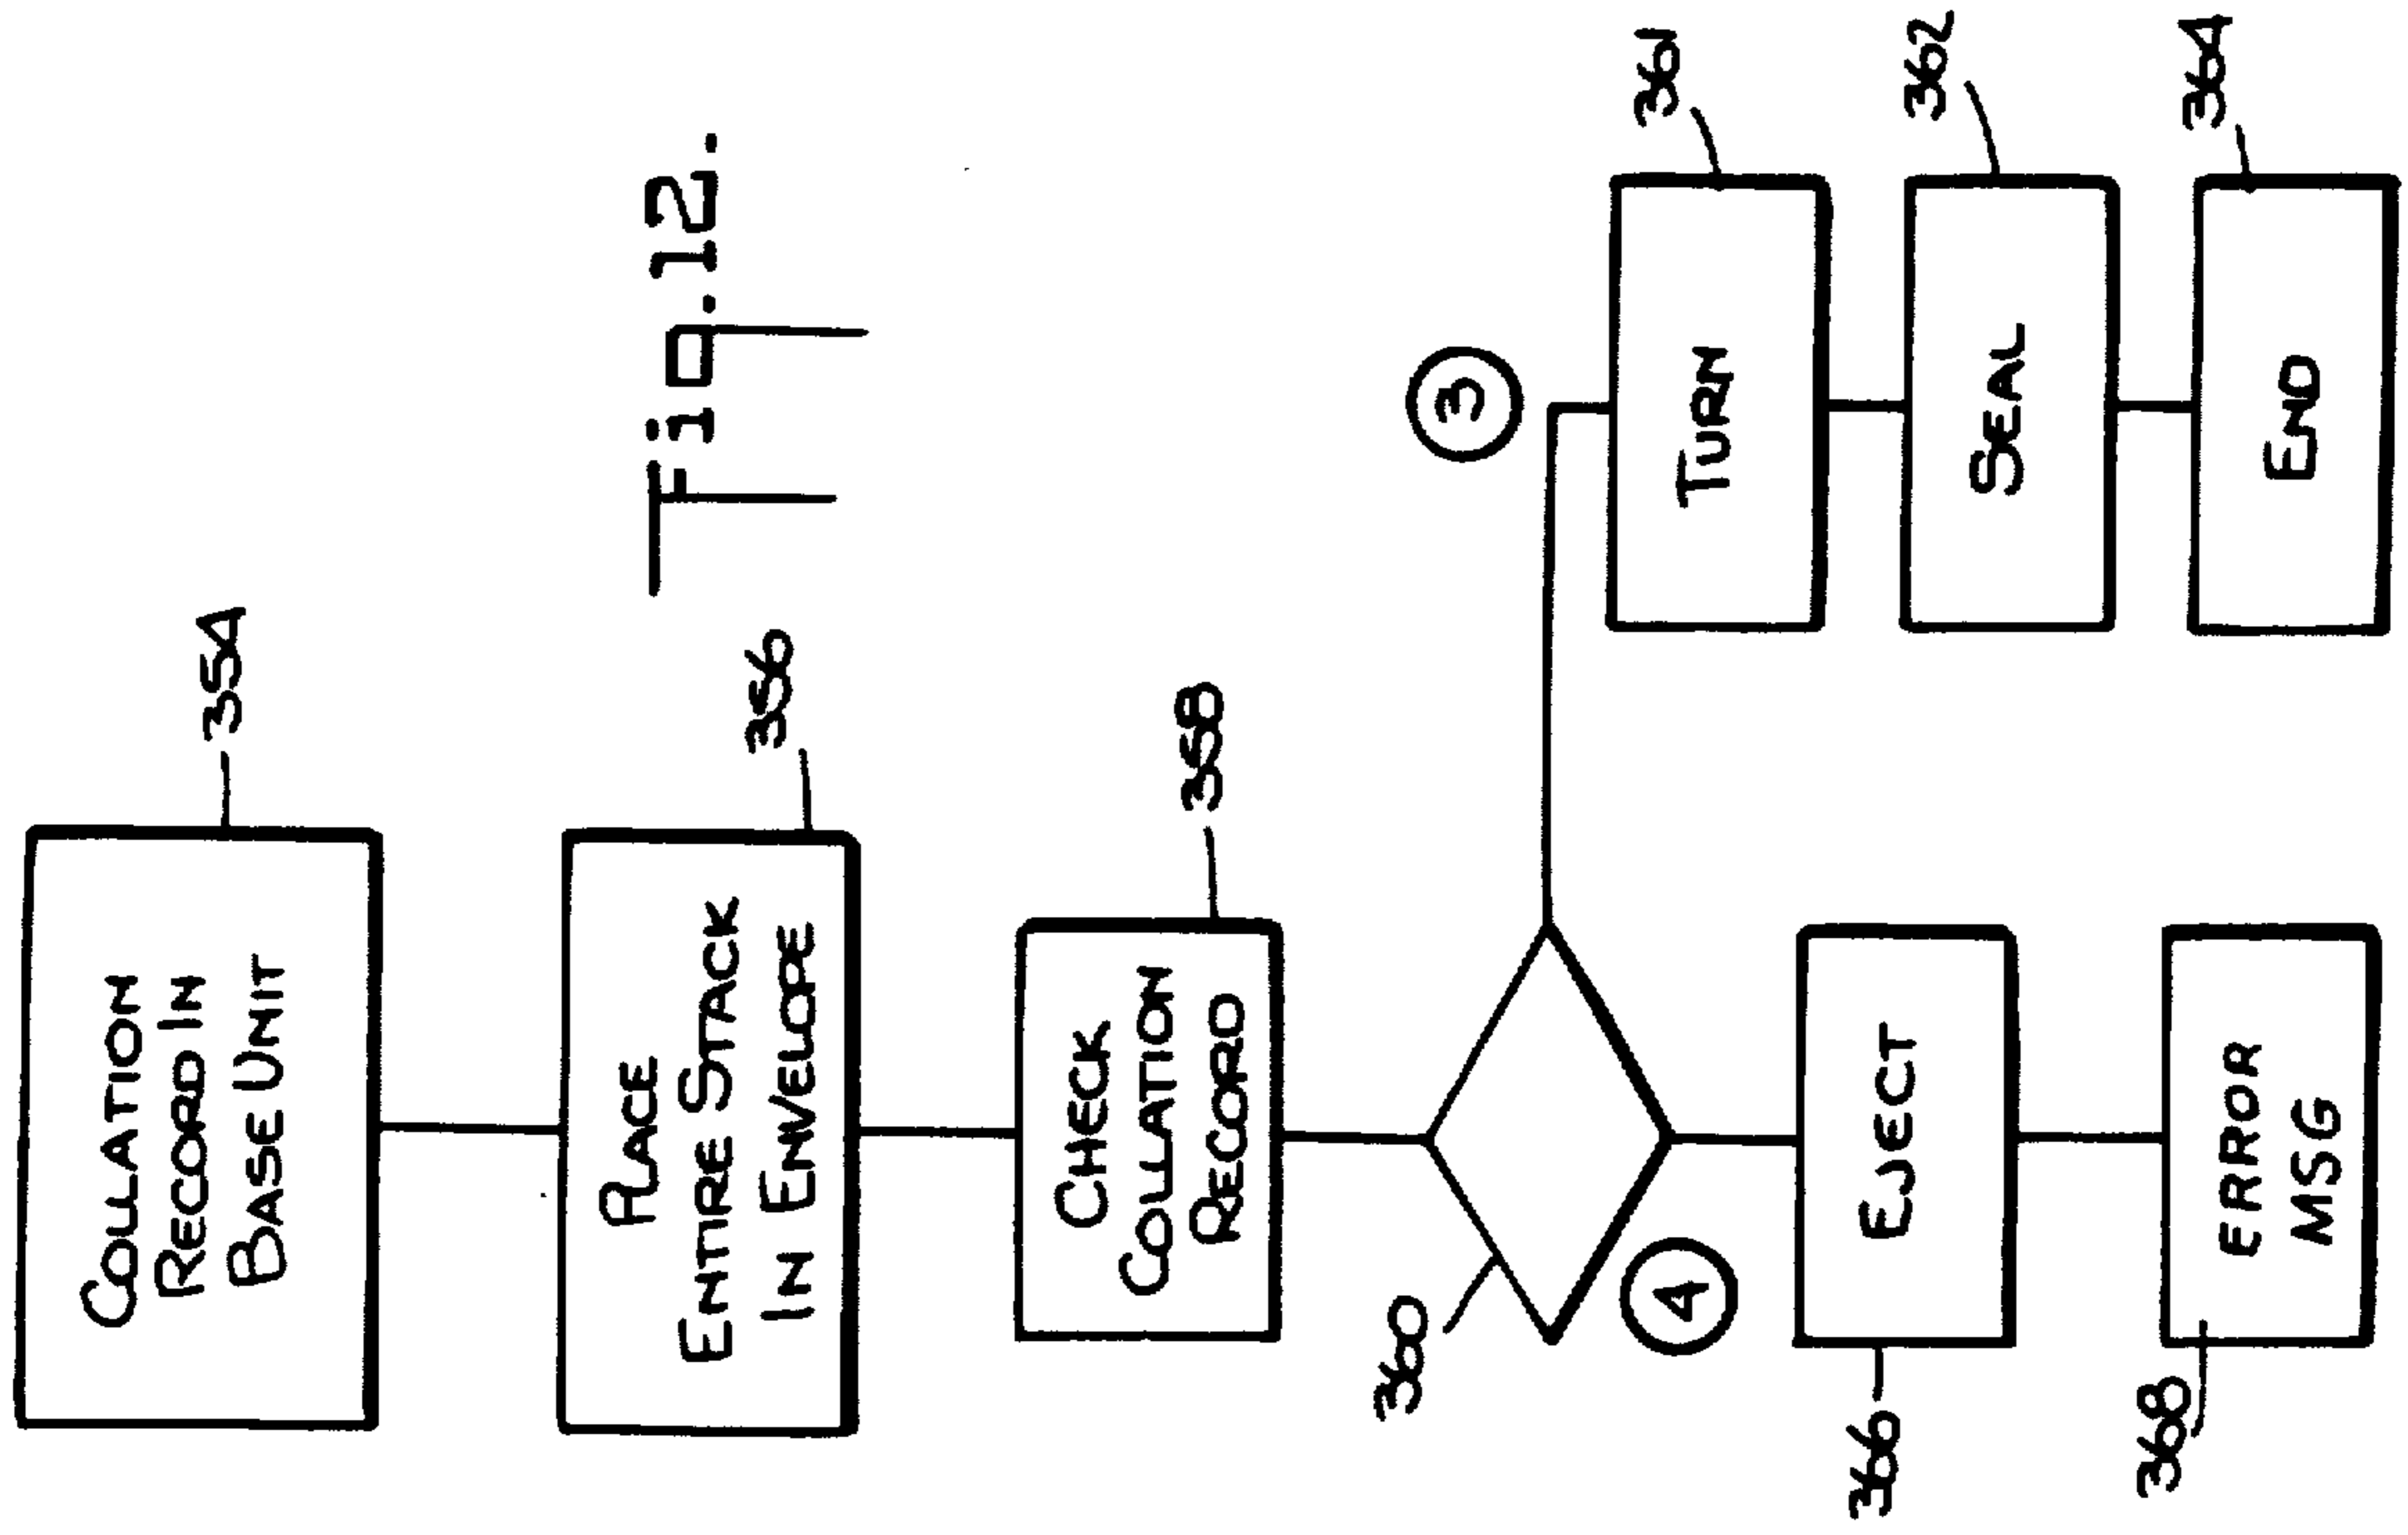 COLLATION
RECORD IN
BASE UNIT
354
PLACE
ENTIRE STACK
IN ENVELOPE
356
Fig. 12.
CHECK
COLLATION
RECORD
358
360
3
4
TURN
361
SEAL
362
END
364
EJECT
366
ERROR
MSG
368